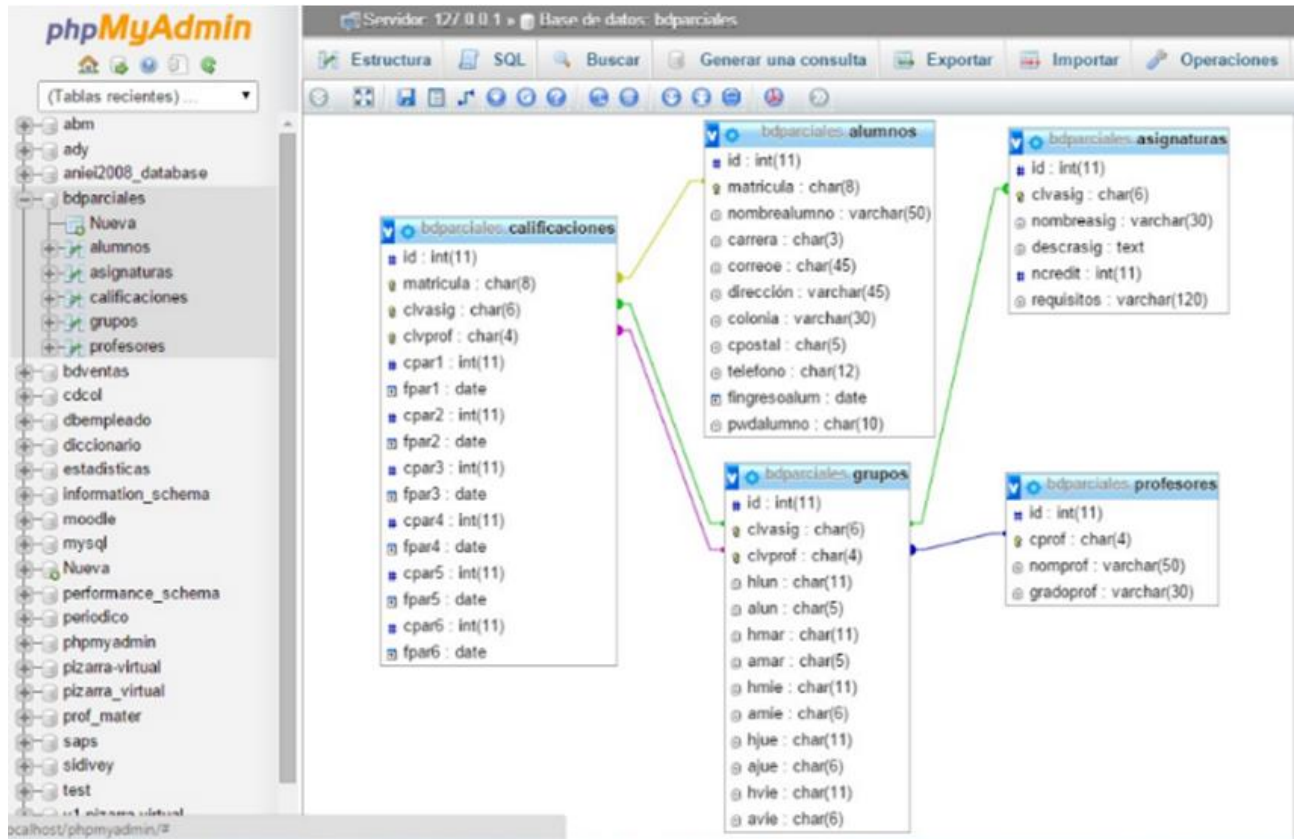 phpMyAdmin
(Tablas recientes) ...
abm
ady
aniei2008_database
bdparciales
Nueva
alumnos
asignaturas
calificaciones
grupos
profesores
bdventas
cdcol
dbempleado
diccionario
estadisticas
information_schema
moodle
mysql
Nueva
performance_schema
periodico
phpmyadmin
pizarra-virtual
pizarra_virtual
prof_mater
saps
sidivey
test
v1 pizarra virtual
ocalhost/phpmyadmin/#
Servidor: 127.0.0.1 » Base de datos: bdparciales
Estructura SQL Buscar Generar una consulta Exportar Importar Operaciones
bdparciales calificaciones
id : int(11)
matricula : char(8)
clvasig : char(6)
clvprof : char(4)
cpar1 : int(11)
fpar1 : date
cpar2 : int(11)
fpar2 : date
cpar3 : int(11)
fpar3 : date
cpar4 : int(11)
fpar4 : date
cpar5 : int(11)
fpar5 : date
cpar6 : int(11)
fpar6 : date
bdparciales alumnos
id : int(11)
matricula : char(8)
nombrealumno : varchar(50)
carrera : char(3)
correoe : char(45)
dirección : varchar(45)
colonia : varchar(30)
cpostal : char(5)
telefono : char(12)
fingresoalum : date
pwdalumno : char(10)
bdparciales grupos
id : int(11)
clvasig : char(6)
clvprof : char(4)
hlun : char(11)
alun : char(5)
hmar : char(11)
amar : char(5)
hmie : char(11)
amie : char(6)
hjue : char(11)
ajue : char(6)
hvie : char(11)
avie : char(6)
bdparciales asignaturas
id : int(11)
clvasig : char(6)
nombreasig : varchar(30)
descrasig : text
ncredit : int(11)
requisitos : varchar(120)
bdparciales profesores
id : int(11)
cprof : char(4)
nomprof : varchar(50)
gradoprof : varchar(30)